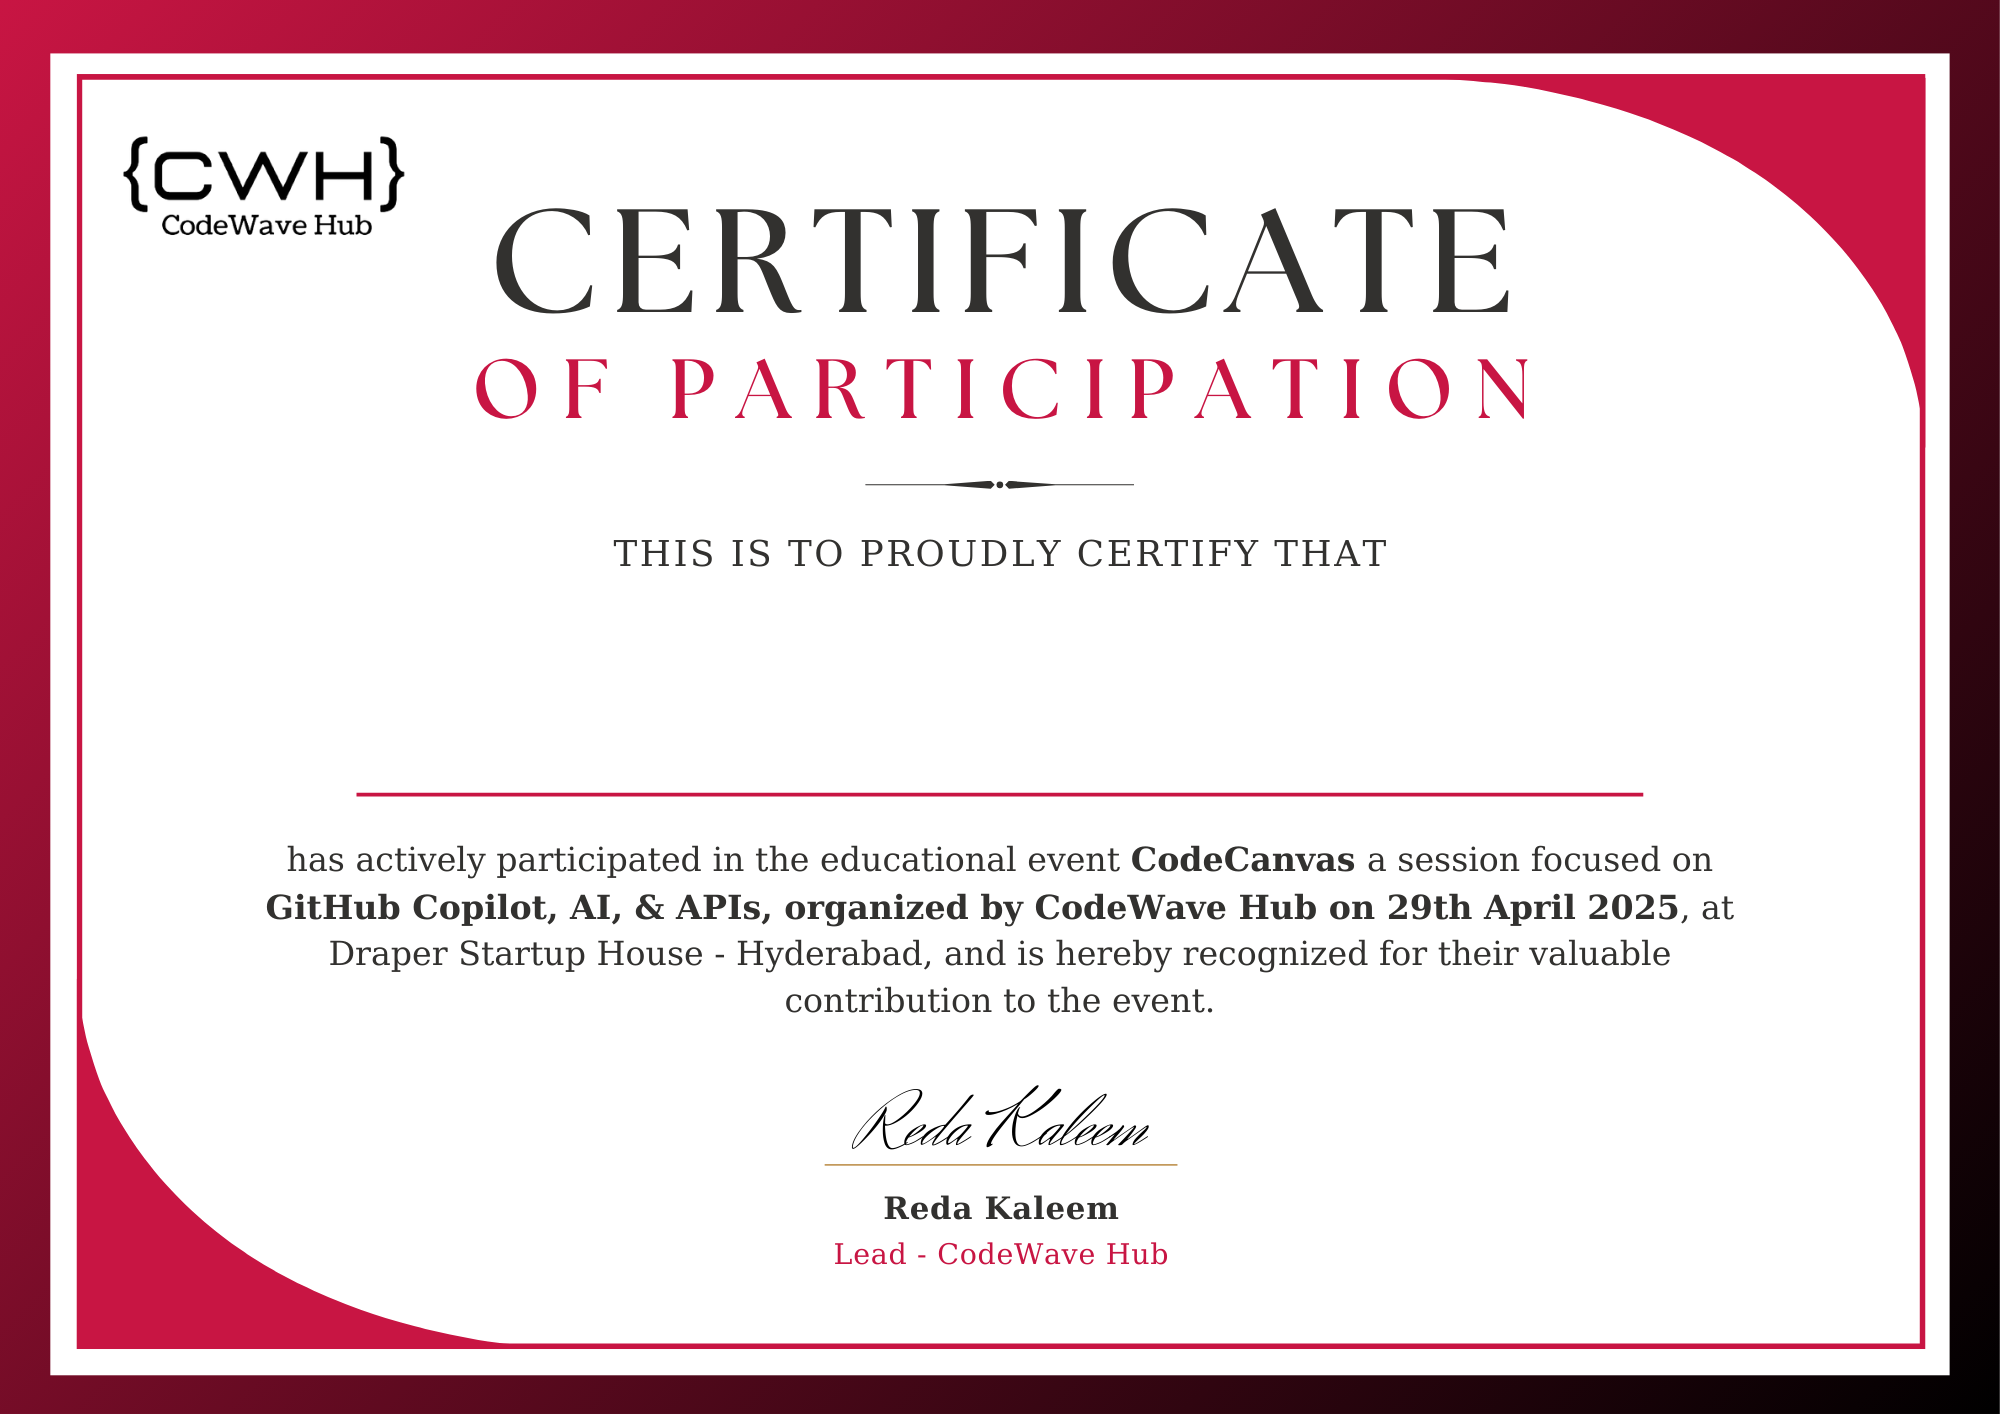 {CWH}
CodeWave Hub
CERTIFICATE
OF PARTICIPATION
THIS IS TO PROUDLY CERTIFY THAT
has actively participated in the educational event CodeCanvas a session focused on
GitHub Copilot, AI, & APIs, organized by CodeWave Hub on 29th April 2025, at
Draper Startup House - Hyderabad, and is hereby recognized for their valuable
contribution to the event.
Reda Kaleem
Reda Kaleem
Lead - CodeWave Hub